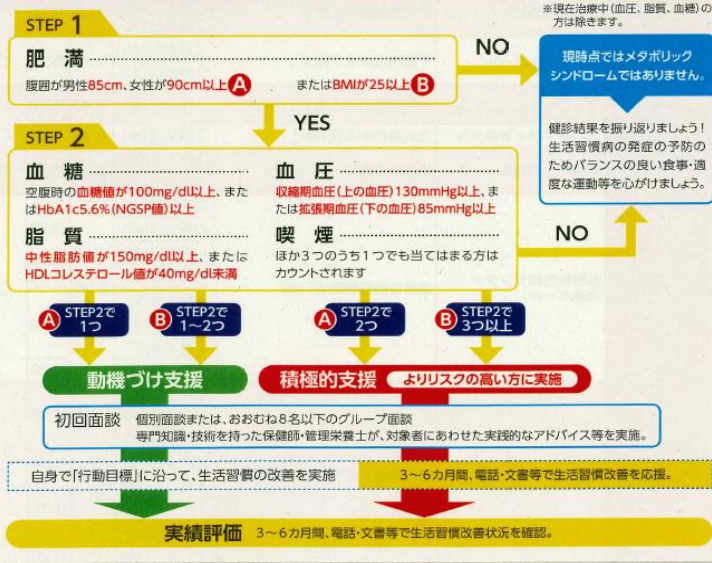 ※現在治療中(血圧、脂質、血糖)の
方は除きます。
STEP 1
肥満
腹囲が男性85cm、女性が90cm以上 A
またはBMIが25以上 B
NO
現時点ではメタボリック
シンドロームではありません。
健診結果を振り返りましょう!
生活習慣病の発症の予防の
ためバランスの良い食事・適
度な運動等を心がけましょう。
YES
STEP 2
血糖
空腹時の血糖値が100mg/dl以上、また
はHbA1c5.6%(NGSP値)以上
血圧
収縮期血圧(上の血圧)130mmHg以上、ま
たは拡張期血圧(下の血圧)85mmHg以上
脂質
中性脂肪値が150mg/dl以上、または
HDLコレステロール値が40mg/dl未満
喫煙
ほか3つのうち1つでも当てはまる方は
カウントされます
NO
A STEP2で
1つ
B STEP2で
1〜2つ
A STEP2で
2つ
B STEP2で
3つ以上
動機づけ支援
積極的支援 よりリスクの高い方に実施
初回面談 個別面談または、おおむね8名以下のグループ面談
専門知識・技術を持った保健師・管理栄養士が、対象者にあわせた実践的なアドバイス等を実施。
自身で「行動目標」に沿って、生活習慣の改善を実施
3〜6カ月間、電話・文書等で生活習慣改善を応援。
実績評価 3〜6カ月間、電話・文書等で生活習慣改善状況を確認。